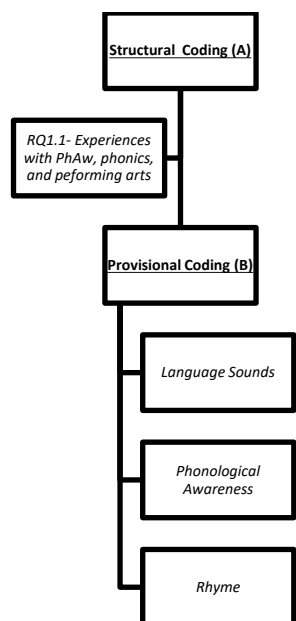 Structural Coding (A)
RQ1.1- Experiences
with PhAw, phonics,
and peforming arts
Provisional Coding (B)
Language Sounds
Phonological
Awareness
Rhyme